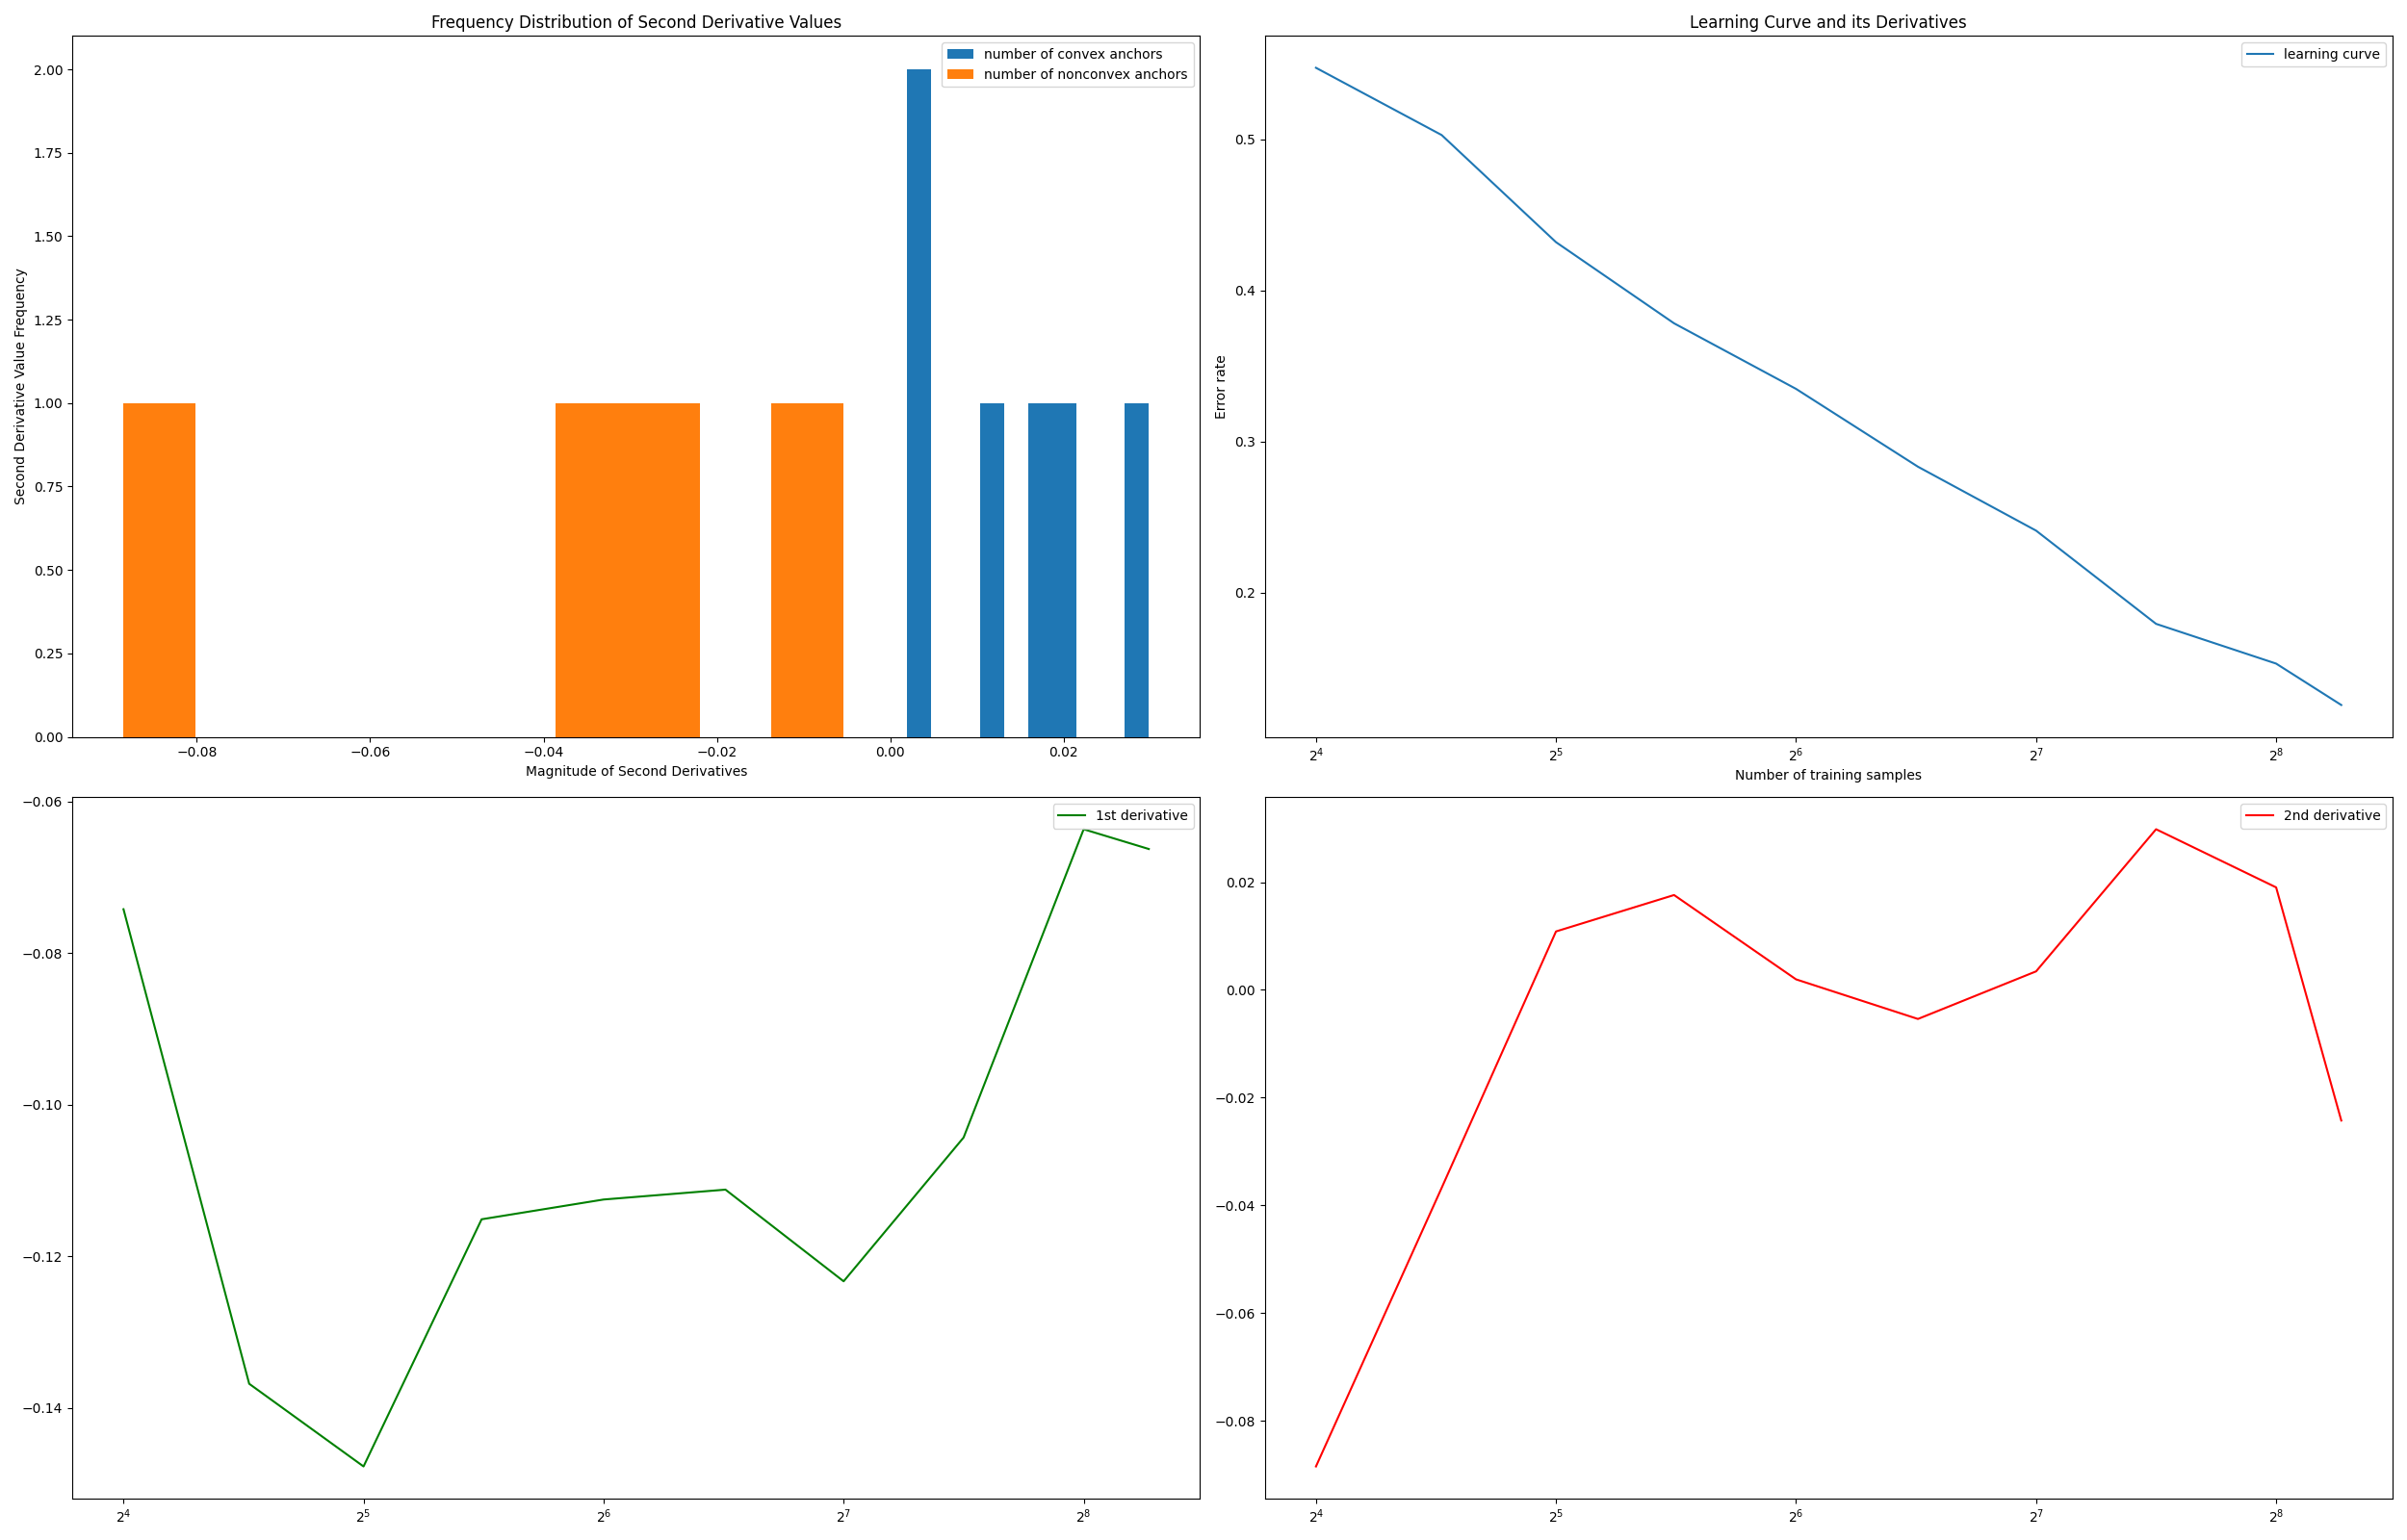 Frequency Distribution of Second Derivative Values
number of convex anchors
number of nonconvex anchors
Second Derivative Value Frequency
2.00
1.75
1.50
1.25
1.00
0.75
0.50
0.25
0.00
−0.08 −0.06 −0.04 −0.02 0.00 0.02
Magnitude of Second Derivatives
Learning Curve and its Derivatives
learning curve
Error rate
0.5
0.4
0.3
0.2
2⁴ 2⁵ 2⁶ 2⁷ 2⁸
Number of training samples
1st derivative
−0.06
−0.08
−0.10
−0.12
−0.14
2⁴ 2⁵ 2⁶ 2⁷ 2⁸
2nd derivative
0.02
0.00
−0.02
−0.04
−0.06
−0.08
2⁴ 2⁵ 2⁶ 2⁷ 2⁸